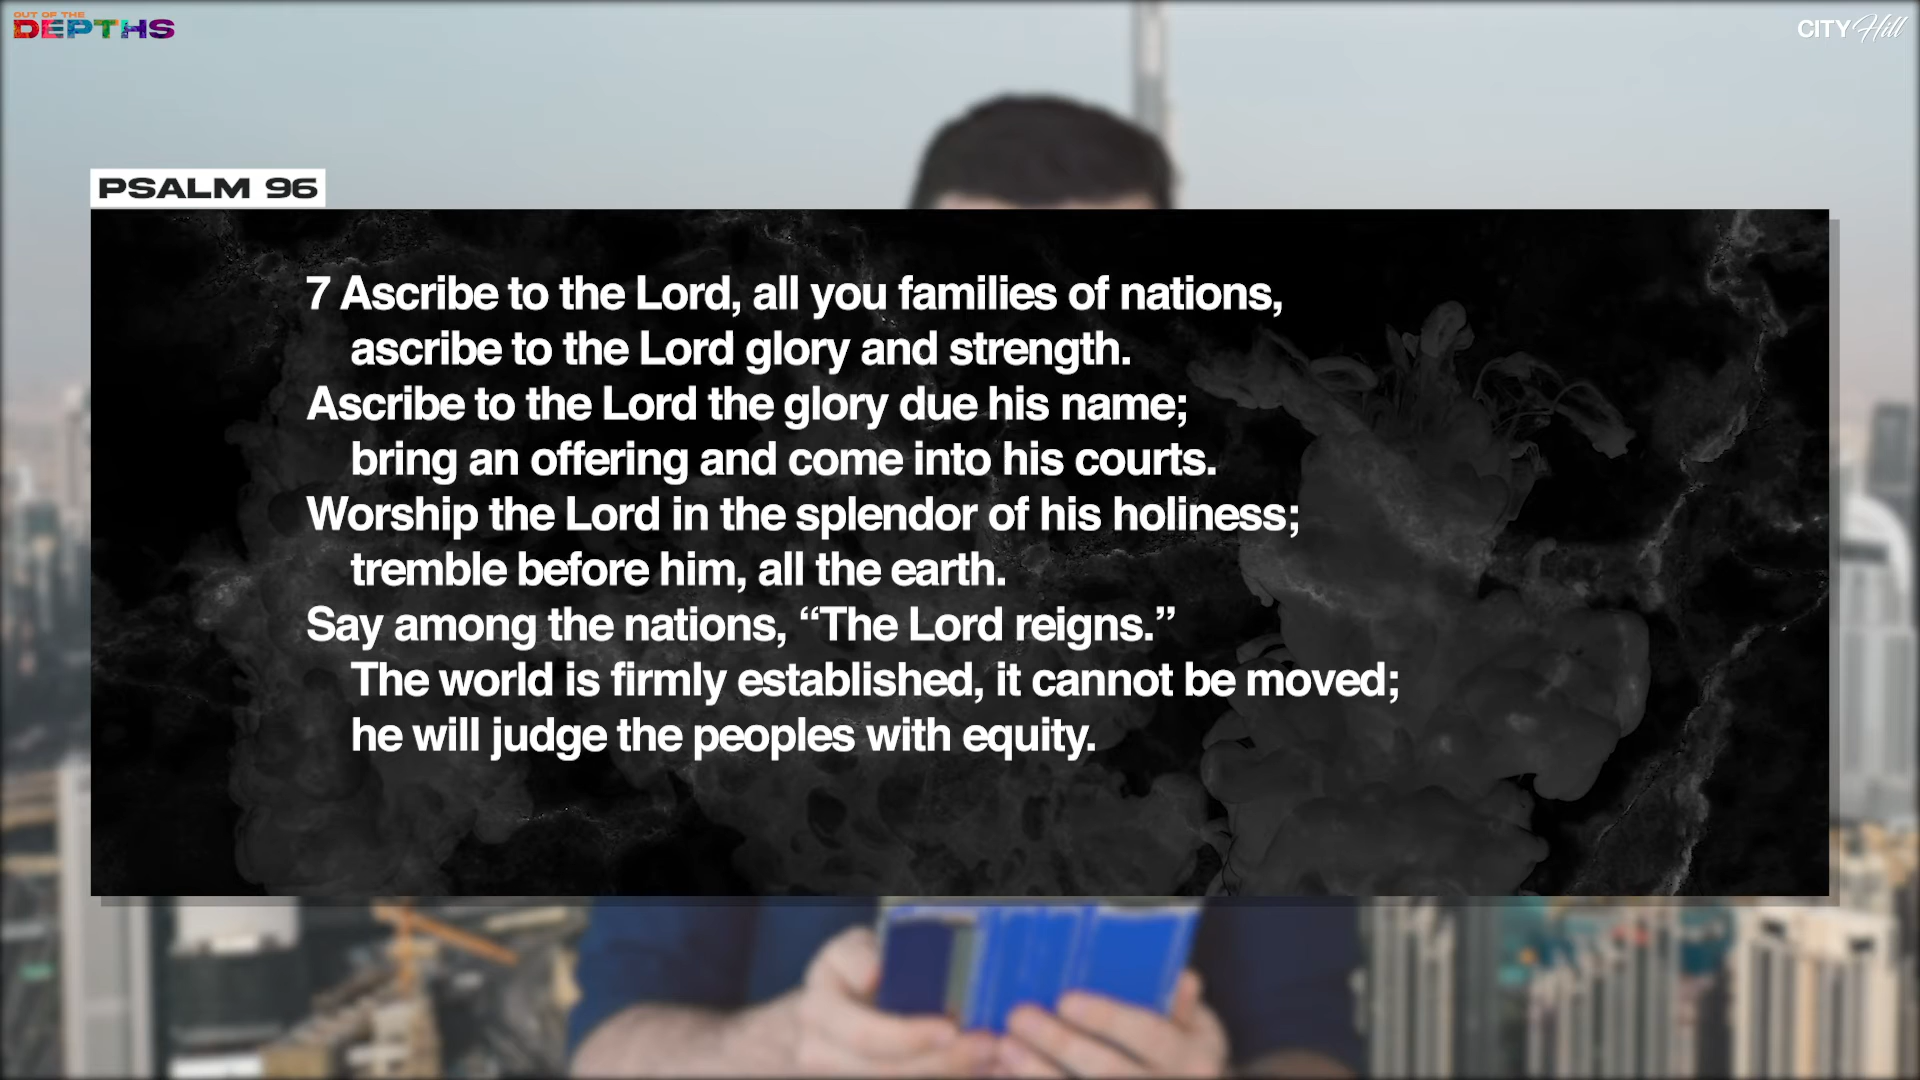 OUT OF THE
DEPTHS
CITY Hill
PSALM 96
7 Ascribe to the Lord, all you families of nations,
ascribe to the Lord glory and strength.
Ascribe to the Lord the glory due his name;
bring an offering and come into his courts.
Worship the Lord in the splendor of his holiness;
tremble before him, all the earth.
Say among the nations, “The Lord reigns.”
The world is firmly established, it cannot be moved;
he will judge the peoples with equity.